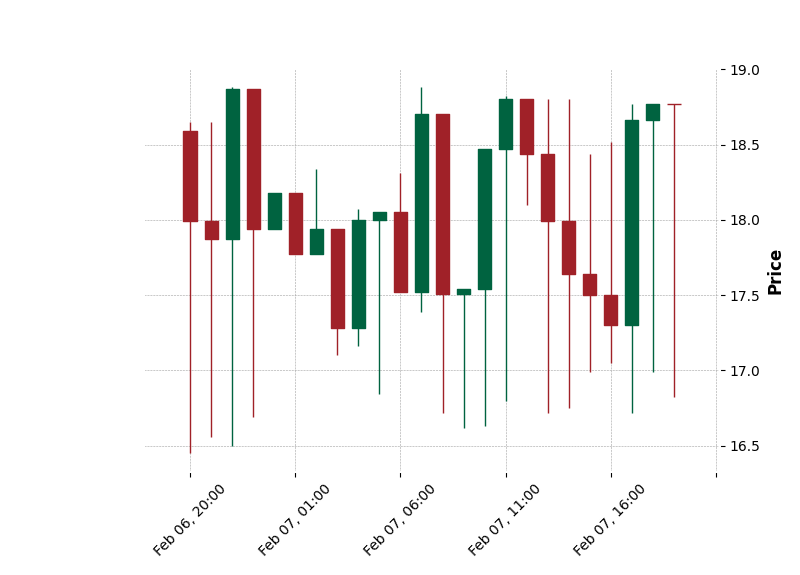 19.0
18.5
18.0
17.5
17.0
16.5
Price
Feb 06, 20:00
Feb 07, 01:00
Feb 07, 06:00
Feb 07, 11:00
Feb 07, 16:00